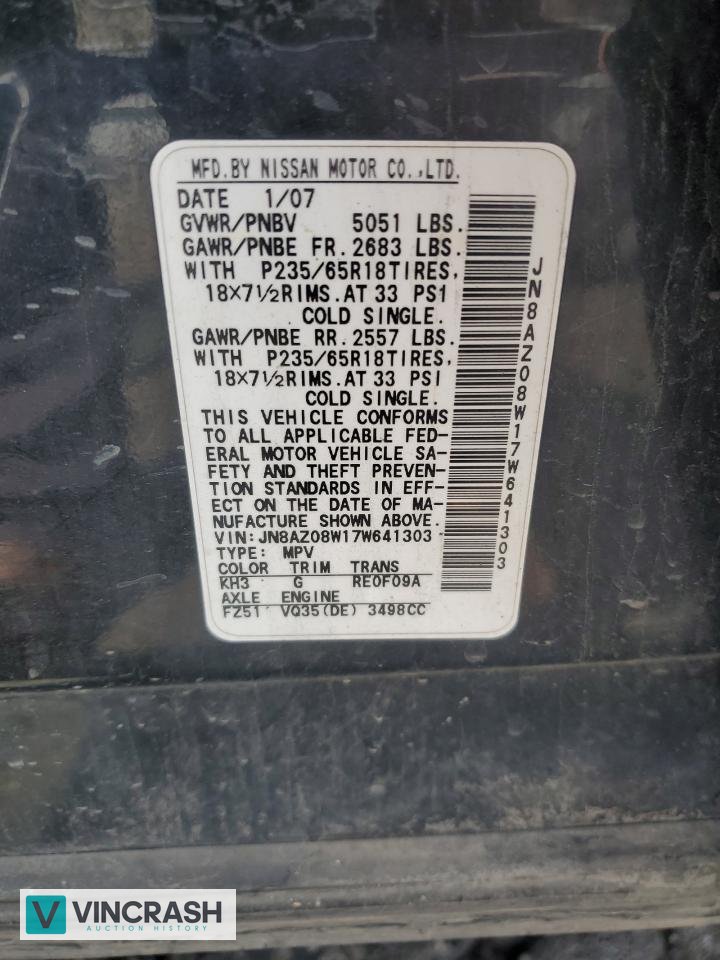 MFD.BY NISSAN MOTOR CO.,LTD.
DATE 1/07
GVWR/PNBV 5051 LBS.
GAWR/PNBE FR.2683 LBS.
WITH P235/65R18TIRES,
18×7½RIMS.AT 33 PSI
COLD SINGLE.
GAWR/PNBE RR.2557 LBS.
WITH P235/65R18TIRES,
18×7½RIMS.AT 33 PSI
COLD SINGLE.
THIS VEHICLE CONFORMS
TO ALL APPLICABLE FED-
ERAL MOTOR VEHICLE SA-
FETY AND THEFT PREVEN-
TION STANDARDS IN EFF-
ECT ON THE DATE OF MA-
NUFACTURE SHOWN ABOVE.
VIN:JN8AZ08W17W641303
TYPE: MPV
COLOR TRIM TRANS
KH3 G RE0F09A
AXLE ENGINE
FZ51 VQ35(DE) 3498CC
JN8AZ08W17W641303
V VINCRASH
AUCTION HISTORY